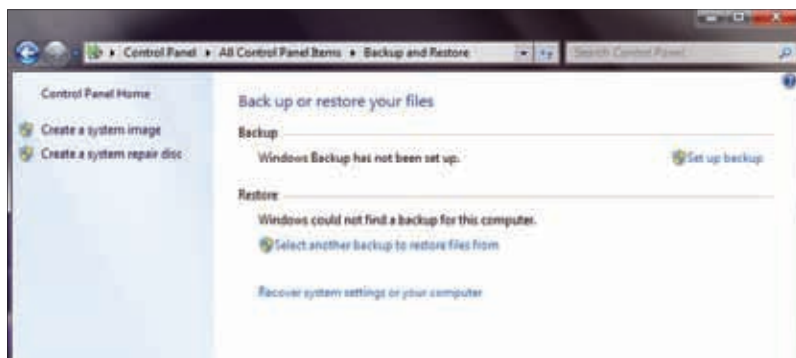 Control Panel ▸ All Control Panel Items ▸ Backup and Restore
Search Control Panel
Control Panel Home
Create a system image
Create a system repair disc
Back up or restore your files
Backup
Windows Backup has not been set up.
Set up backup
Restore
Windows could not find a backup for this computer.
Select another backup to restore files from
Recover system settings or your computer